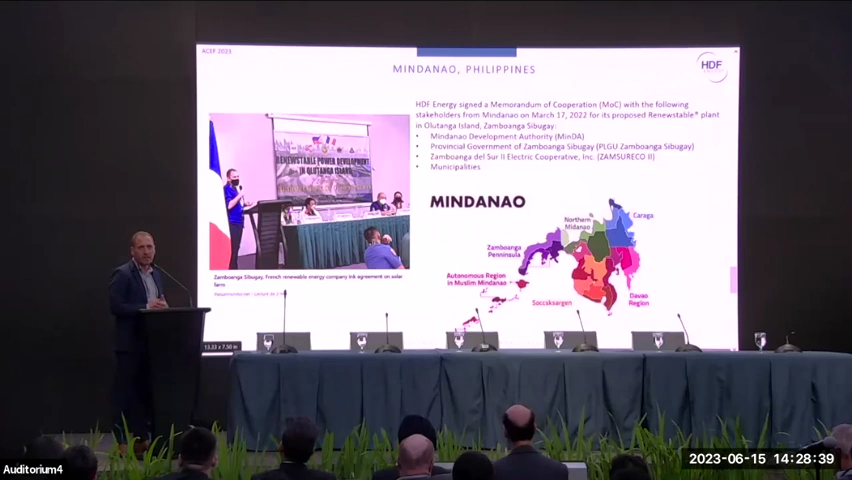 ACEF 2023
HDF
MINDANAO, PHILIPPINES
HDF Energy signed a Memorandum of Cooperation (MoC) with the following
stakeholders from Mindanao on March 17, 2022 for its proposed Renewstable® plant
in Olutanga Island, Zamboanga Sibugay:
• Mindanao Development Authority (MinDA)
• Provincial Government of Zamboanga Sibugay (PLGU Zamboanga Sibugay)
• Zamboanga del Sur II Electric Cooperative, Inc. (ZAMSURECO II)
• Municipalities
RENEWSTABLE POWER DEVELOPMENT
IN OLUTANGA ISLAND
Zamboanga Sibugay, French renewable energy company ink agreement on solar
farm
MINDANAO
Northern
Mindanao
Caraga
Zamboanga
Penninsula
Autonomous Region
in Muslim Mindanao
Soccsksargen
Davao
Region
13.33 x 7.50 in
Auditorium4
2023-06-15 14:28:39